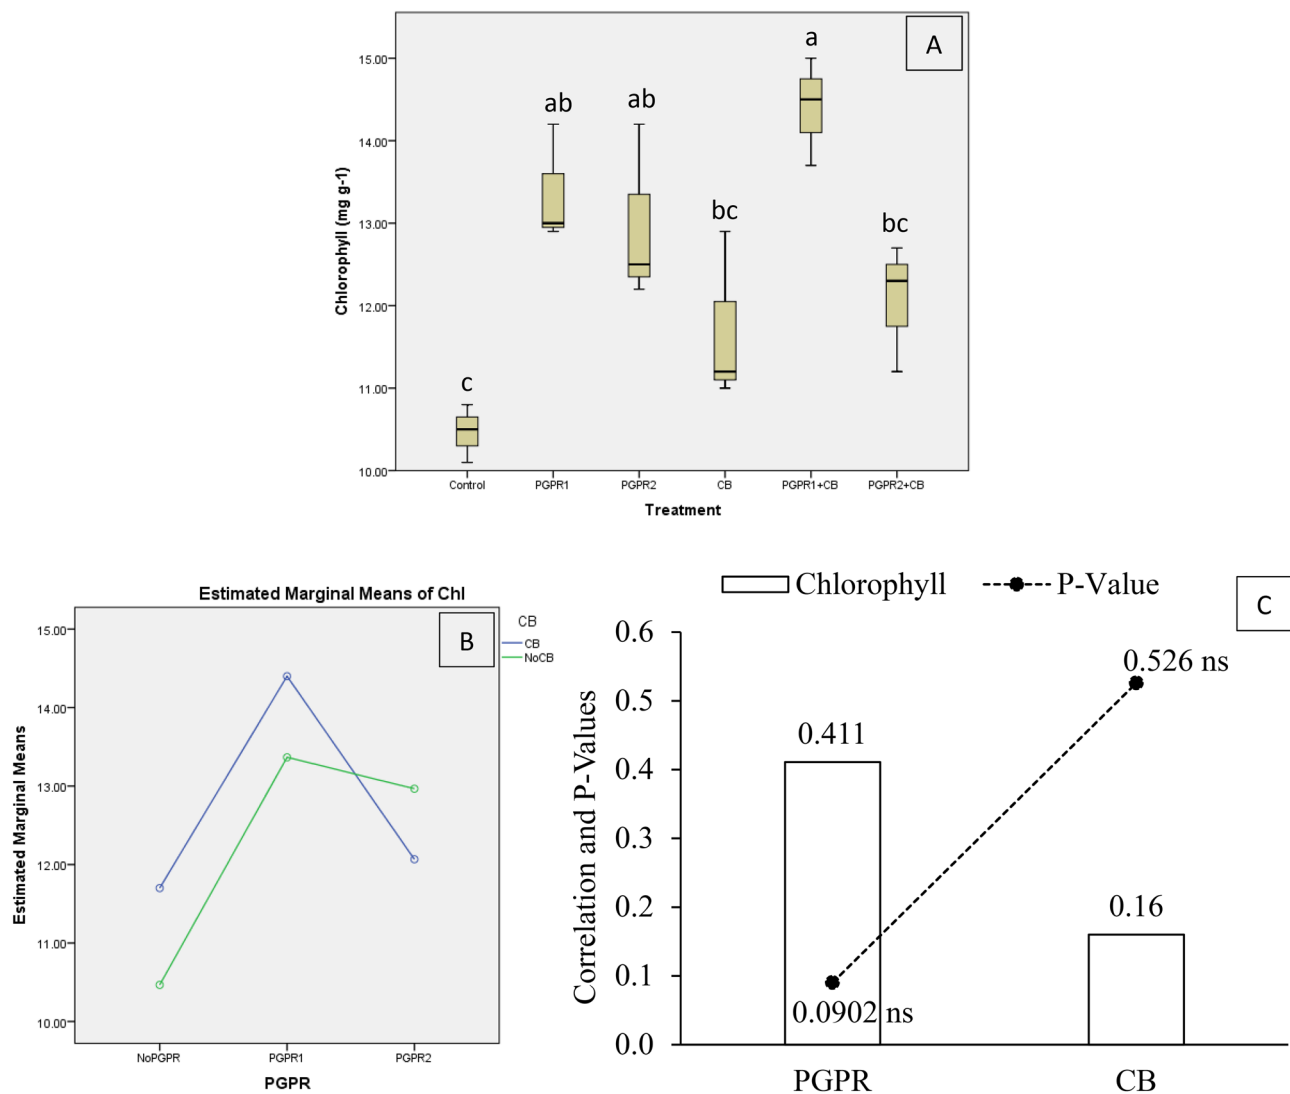 A
a
ab
ab
bc
bc
c
15.00
14.00
13.00
12.00
11.00
10.00
Chlorophyll (mg g-1)
Control PGPR1 PGPR2 CB PGPR1+CB PGPR2+CB
Treatment
Estimated Marginal Means of Chl
B
CB
CB
NoCB
15.00
14.00
13.00
12.00
11.00
10.00
Estimated Marginal Means
NoPGPR PGPR1 PGPR2
PGPR
Chlorophyll P-Value
C
0.6
0.5
0.4
0.3
0.2
0.1
0.0
Correlation and P-Values
0.526 ns
0.411
0.16
0.0902 ns
PGPR CB